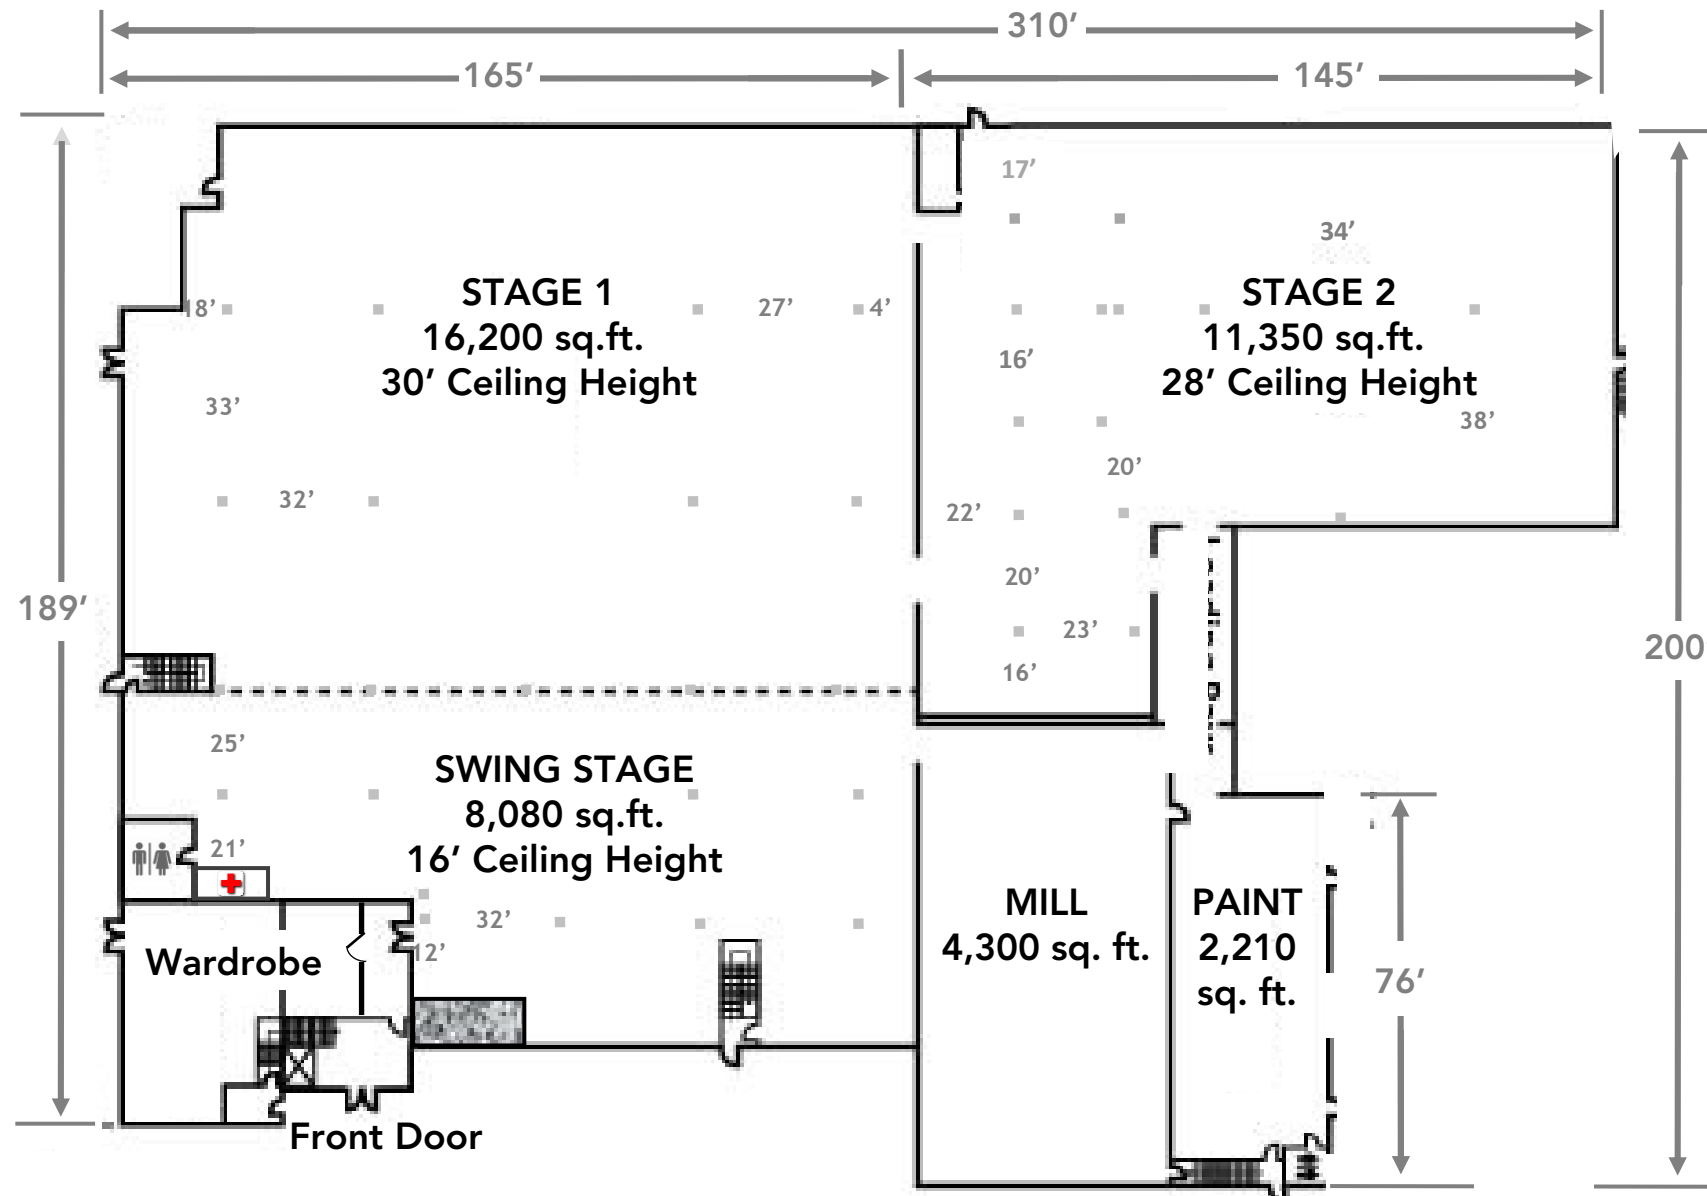 310’
165’
145’
17’
34’
STAGE 1
16,200 sq.ft.
30’ Ceiling Height
STAGE 2
11,350 sq.ft.
28’ Ceiling Height
18’
27’
4’
16’
33’
38’
20’
32’
22’
20’
189’
23’
200
16’
25’
SWING STAGE
8,080 sq.ft.
16’ Ceiling Height
21’
MILL
4,300 sq. ft.
PAINT
2,210
sq. ft.
32’
12’
Wardrobe
76’
Front Door